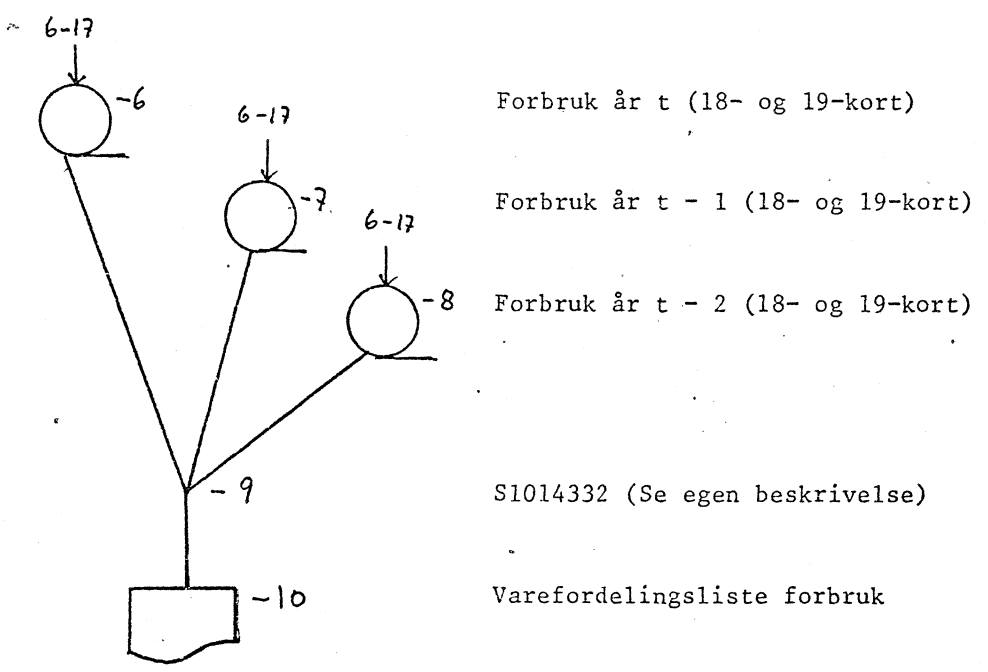 6-17
-6 Forbruk år t (18- og 19-kort)
6-17
-7 Forbruk år t - 1 (18- og 19-kort)
6-17
-8 Forbruk år t - 2 (18- og 19-kort)
-9 S1014332 (Se egen beskrivelse)
-10 Varefordelingsliste forbruk